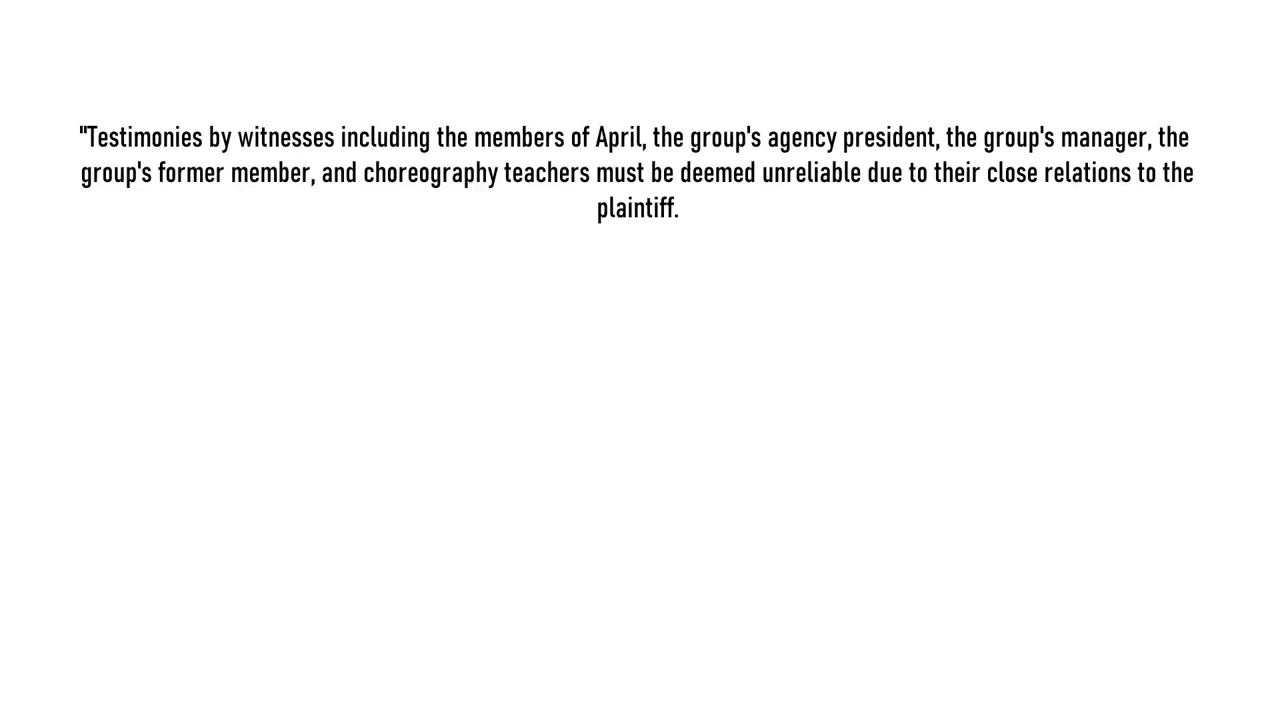 "Testimonies by witnesses including the members of April, the group's agency president, the group's manager, the
group's former member, and choreography teachers must be deemed unreliable due to their close relations to the
plaintiff.